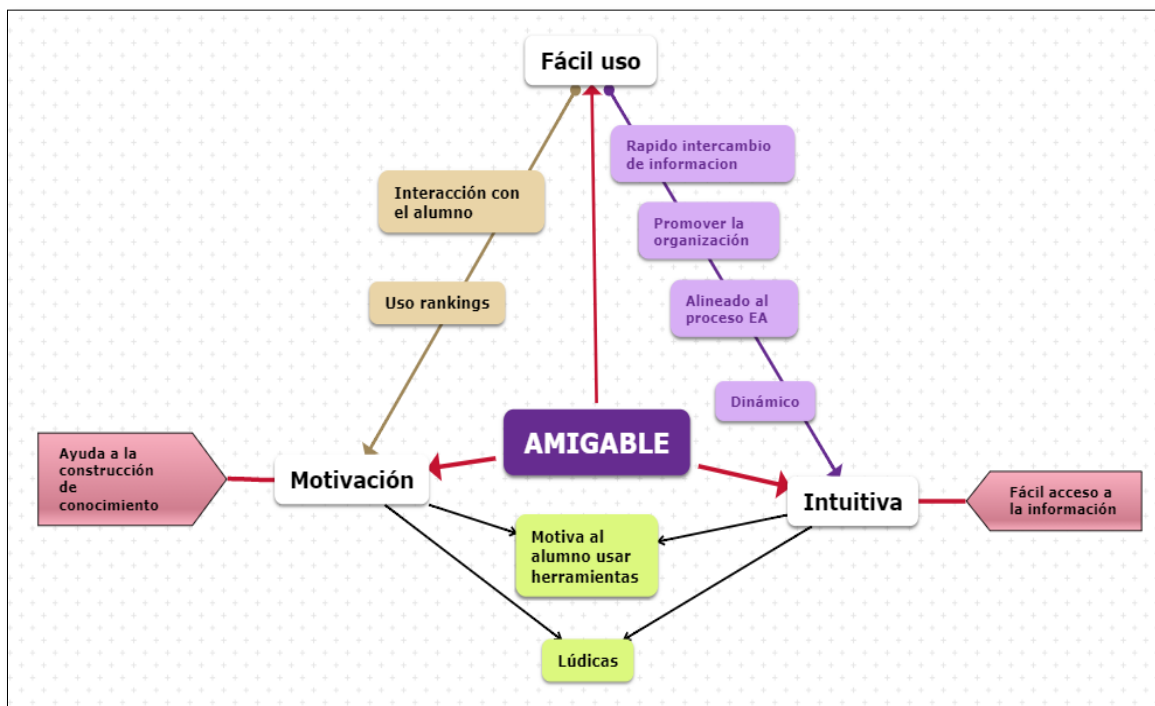 Fácil uso
Rapido intercambio
de informacion
Interacción con
el alumno
Promover la
organización
Uso rankings
Alineado al
proceso EA
Dinámico
AMIGABLE
Ayuda a la
construcción
de
conocimiento
Motivación
Intuitiva
Fácil acceso a
la información
Motiva al
alumno usar
herramientas
Lúdicas